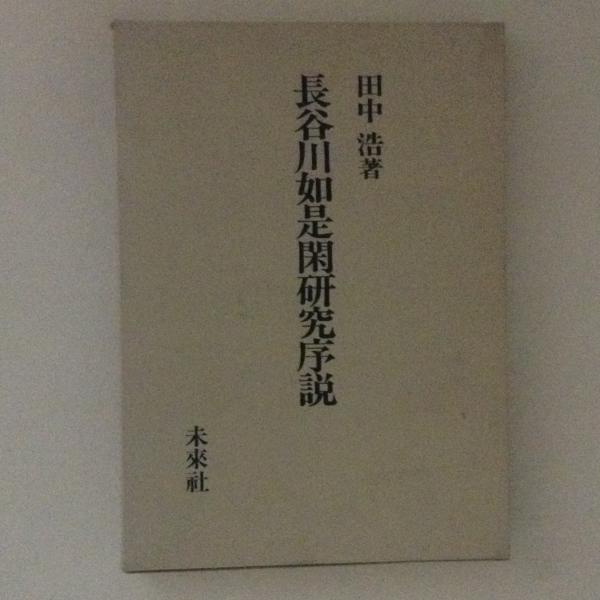 田中 浩著
長谷川如是閑研究序説
未來社